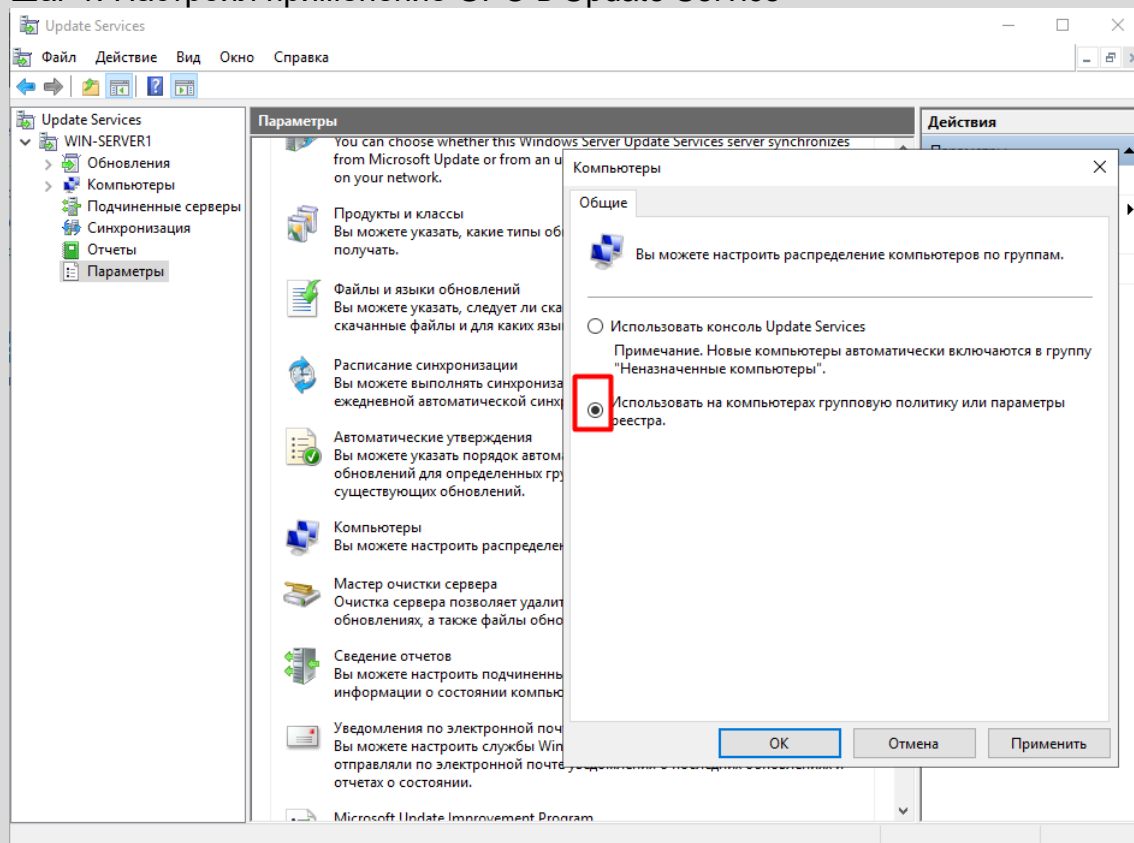 Update Services
Файл Действие Вид Окно Справка
Update Services
WIN-SERVER1
Обновления
Компьютеры
Подчиненные серверы
Синхронизация
Отчеты
Параметры
Параметры
You can choose whether this Windows Server Update Services server synchronizes
from Microsoft Update or from an u
on your network.
Продукты и классы
Вы можете указать, какие типы об
получать.
Файлы и языки обновлений
Вы можете указать, следует ли ска
скачанные файлы и для каких язы
Расписание синхронизации
Вы можете выполнять синхрониза
ежедневной автоматической синх
Автоматические утверждения
Вы можете указать порядок автом
обновлений для определенных гру
существующих обновлений.
Компьютеры
Вы можете настроить распределен
Мастер очистки сервера
Очистка сервера позволяет удалит
обновлениях, а также файлы обно
Сведение отчетов
Вы можете настроить подчиненны
информации о состоянии компью
Уведомления по электронной поч
Вы можете настроить службы Win
отправляли по электронной почте
отчетах о состоянии.
Microsoft Update Improvement Program
Компьютеры
Общие
Вы можете настроить распределение компьютеров по группам.
Использовать консоль Update Services
Примечание. Новые компьютеры автоматически включаются в группу
"Неназначенные компьютеры".
Использовать на компьютерах групповую политику или параметры
реестра.
ОК Отмена Применить
Действия